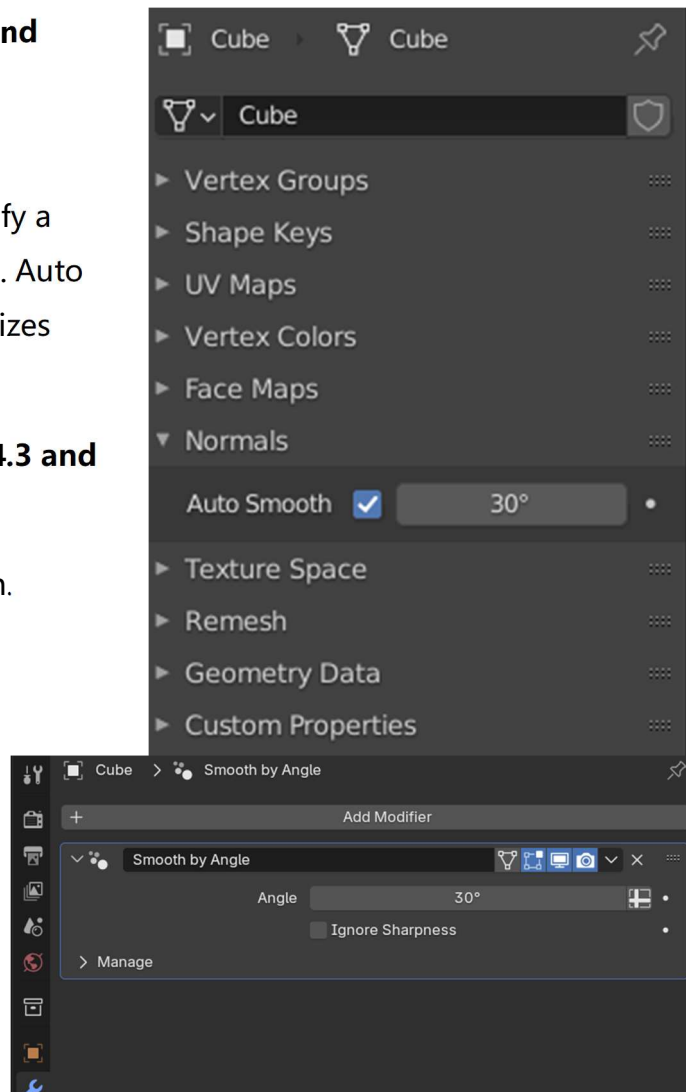 nd
fy a
. Auto
izes
4.3 and
n.
Cube Cube
Cube
Vertex Groups
Shape Keys
UV Maps
Vertex Colors
Face Maps
Normals
Auto Smooth 30°
Texture Space
Remesh
Geometry Data
Custom Properties
Cube > Smooth by Angle
+ Add Modifier
Smooth by Angle
Angle 30°
Ignore Sharpness
Manage